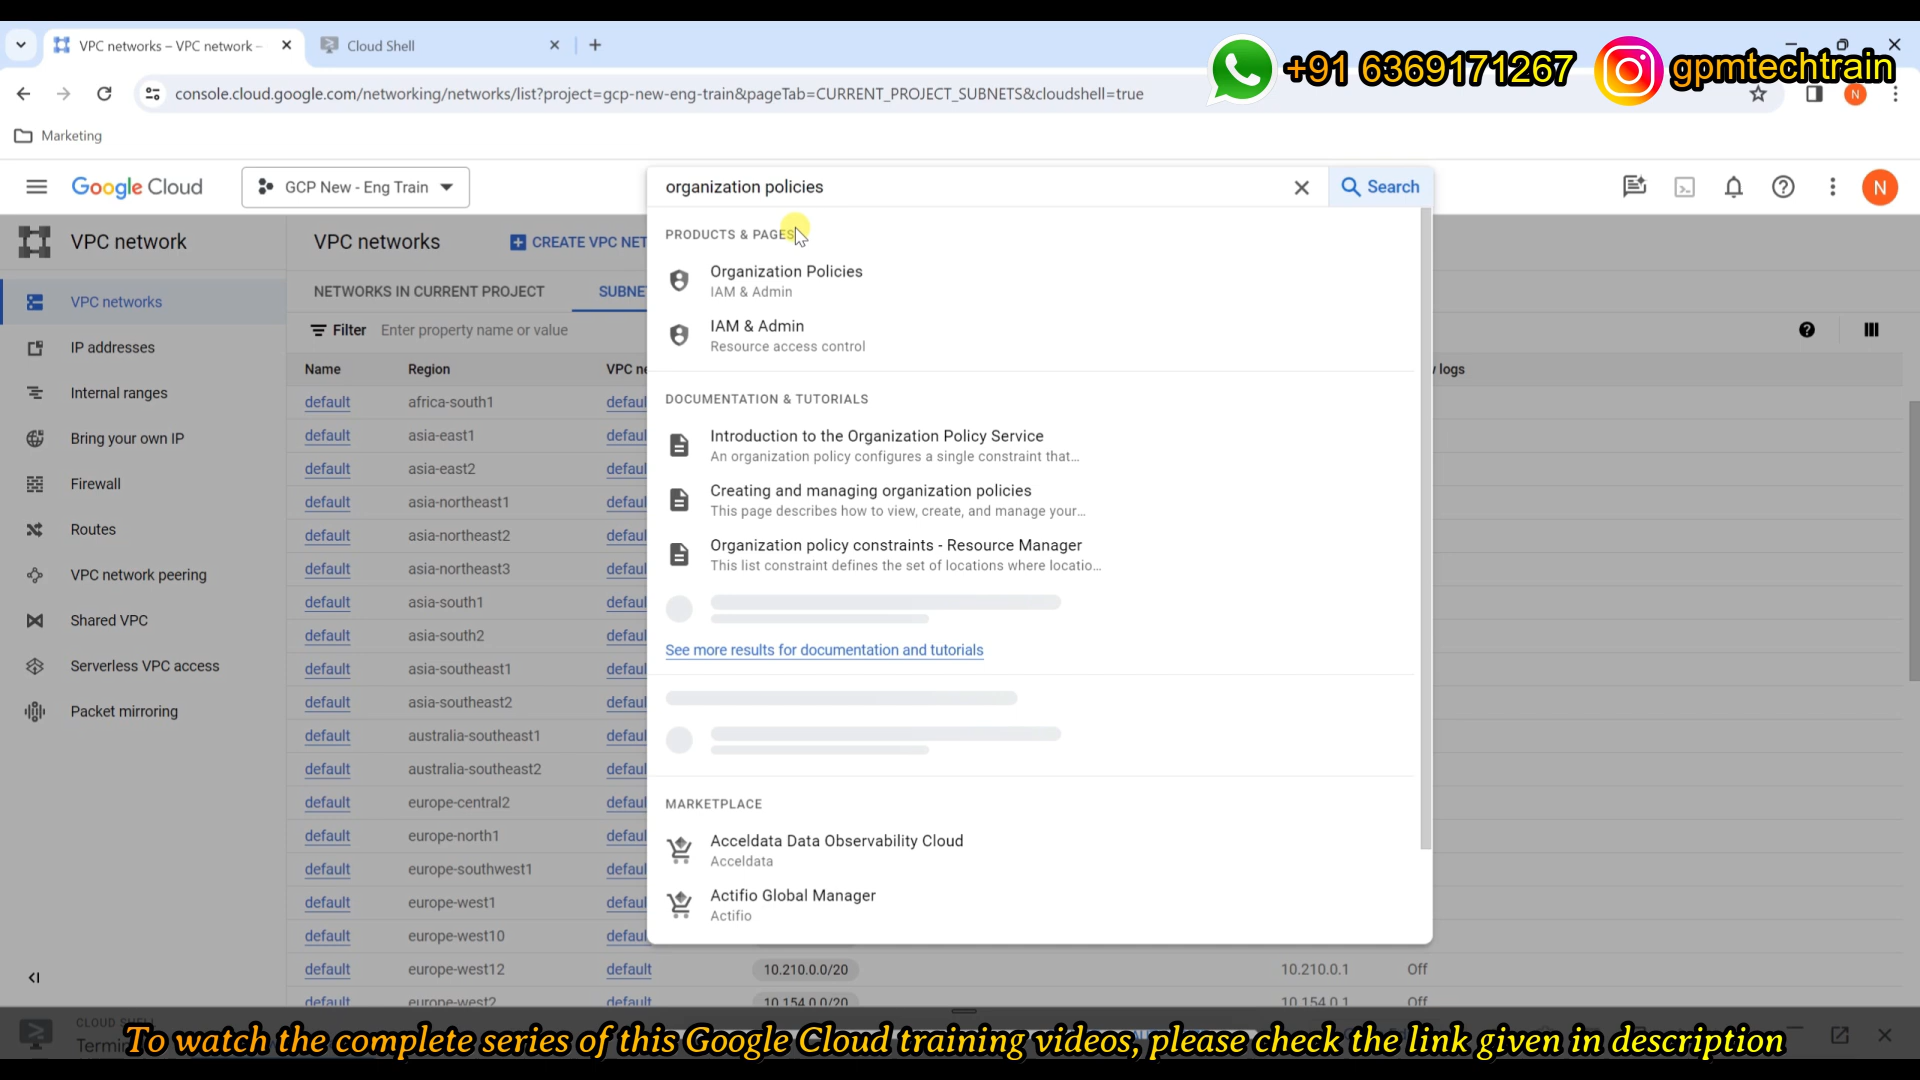 VPC networks – VPC network –
Cloud Shell
+91 6369171267
gpmtechtrain
console.cloud.google.com/networking/networks/list?project=gcp-new-eng-train&pageTab=CURRENT_PROJECT_SUBNETS&cloudshell=true
N
Marketing
Google Cloud
GCP New - Eng Train
organization policies
Search
N
VPC network
VPC networks
CREATE VPC NET
NETWORKS IN CURRENT PROJECT
SUBNE
Filter
Enter property name or value
Name
Region
VPC ne
logs
VPC networks
IP addresses
Internal ranges
Bring your own IP
Firewall
Routes
VPC network peering
Shared VPC
Serverless VPC access
Packet mirroring
default africa-south1 defaul
default asia-east1 defaul
default asia-east2 defaul
default asia-northeast1 defaul
default asia-northeast2 defaul
default asia-northeast3 defaul
default asia-south1 defaul
default asia-south2 defaul
default asia-southeast1 defaul
default asia-southeast2 defaul
default australia-southeast1 defaul
default australia-southeast2 defaul
default europe-central2 defaul
default europe-north1 defaul
default europe-southwest1 defaul
default europe-west1 defaul
default europe-west10 defaul
default europe-west12 default 10.210.0.0/20 10.210.0.1 Off
default europe-west2 default 10.154.0.0/20 10.154.0.1 Off
PRODUCTS & PAGES
Organization Policies
IAM & Admin
IAM & Admin
Resource access control
DOCUMENTATION & TUTORIALS
Introduction to the Organization Policy Service
An organization policy configures a single constraint that...
Creating and managing organization policies
This page describes how to view, create, and manage your...
Organization policy constraints - Resource Manager
This list constraint defines the set of locations where locatio...
See more results for documentation and tutorials
MARKETPLACE
Acceldata Data Observability Cloud
Acceldata
Actifio Global Manager
Actifio
CLOUD SHELL
Termi
To watch the complete series of this Google Cloud training videos, please check the link given in description